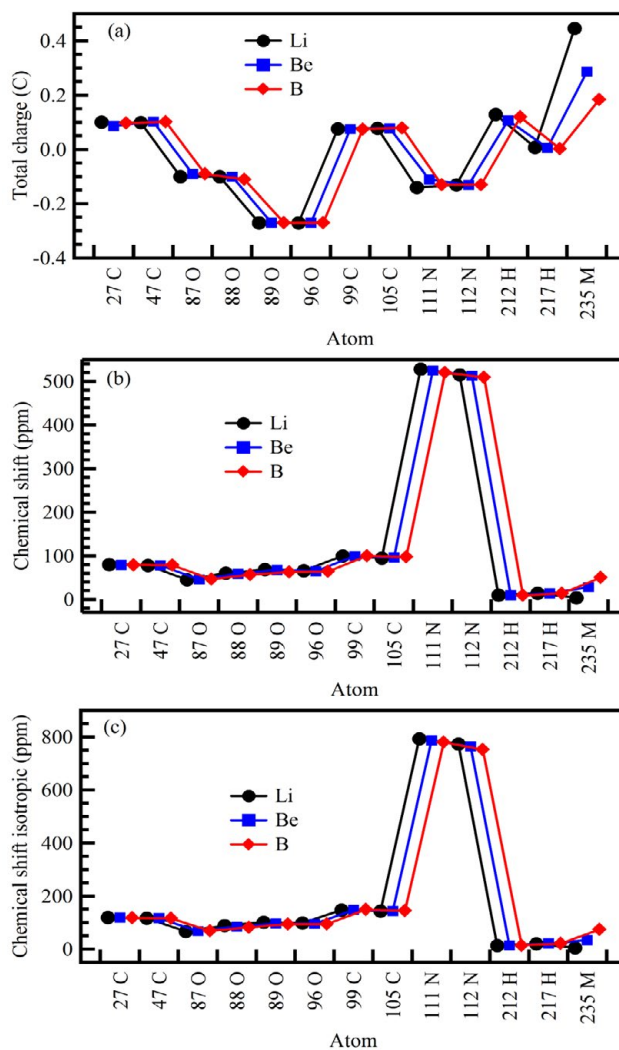 (a)
Li
Be
B
Total charge (C)
0.4
0.2
0.0
-0.2
-0.4
27 C
47 C
87 O
88 O
89 O
96 O
99 C
105 C
111 N
112 N
212 H
217 H
235 M
Atom
(b)
Li
Be
B
Chemical shift (ppm)
500
400
300
200
100
0
27 C
47 C
87 O
88 O
89 O
96 O
99 C
105 C
111 N
112 N
212 H
217 H
235 M
Atom
(c)
Li
Be
B
Chemical shift isotropic (ppm)
800
600
400
200
0
27 C
47 C
87 O
88 O
89 O
96 O
99 C
105 C
111 N
112 N
212 H
217 H
235 M
Atom